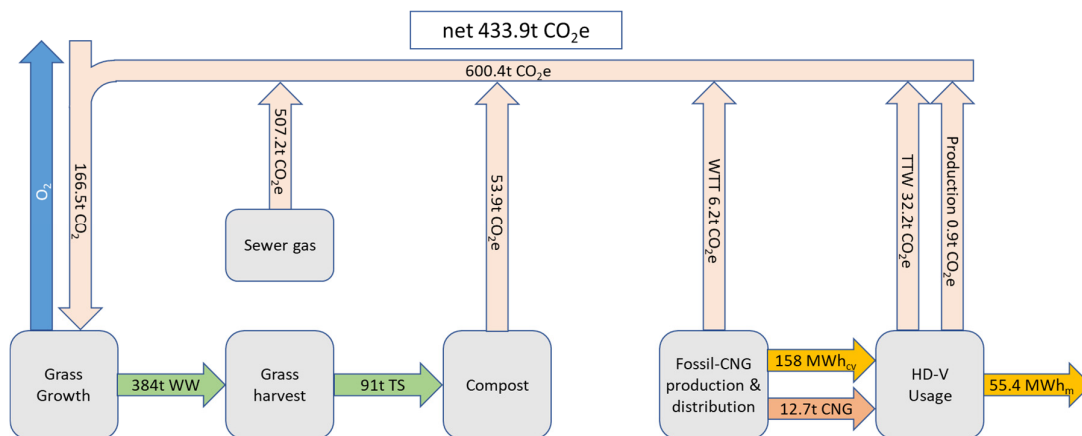 net 433.9t CO₂e
600.4t CO₂e
O₂
166.5t CO₂
507.2t CO₂e
53.9t CO₂e
WTT 6.2t CO₂e
TTW 32.2t CO₂e
Production 0.9t CO₂e
Sewer gas
Grass
Growth
384t WW
Grass
harvest
91t TS
Compost
Fossil-CNG
production &
distribution
158 MWh_cv
12.7t CNG
HD-V
Usage
55.4 MWhₘ